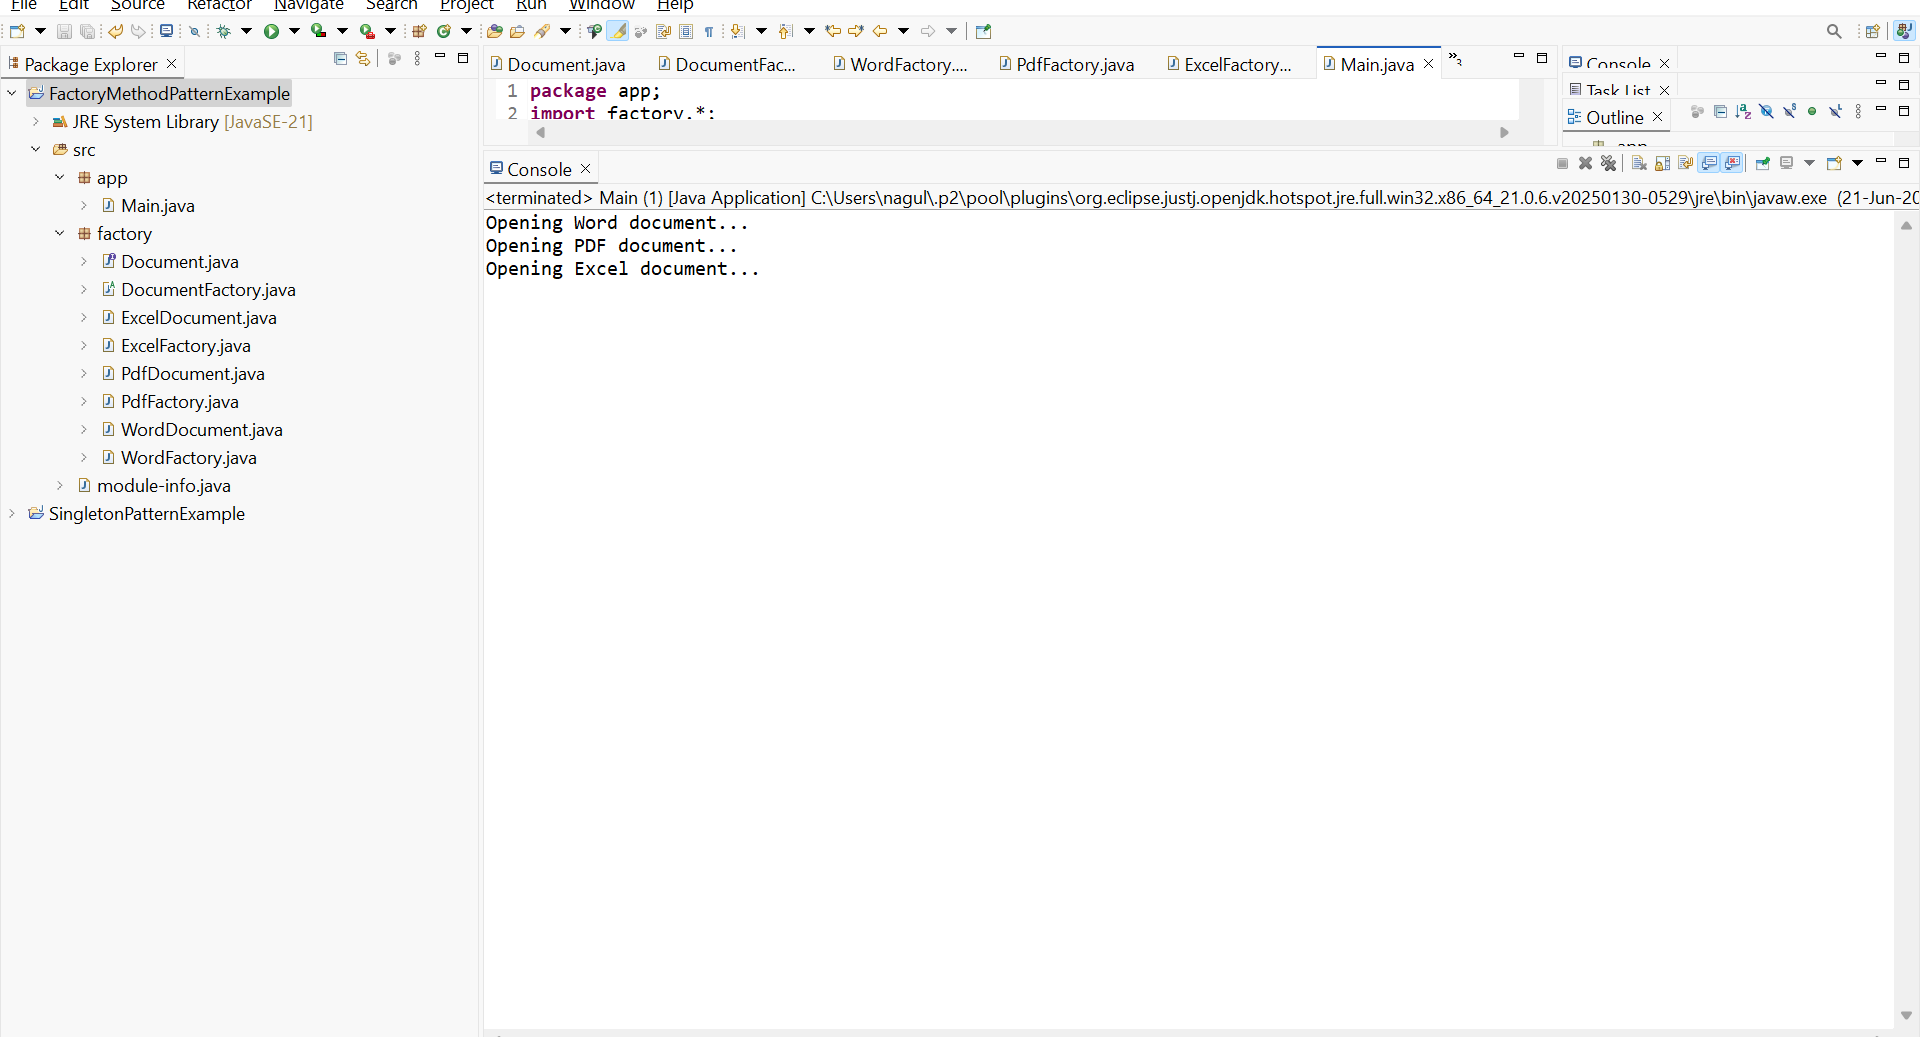 File Edit Source Refactor Navigate Search Project Run Window Help
Package Explorer
FactoryMethodPatternExample
JRE System Library [JavaSE-21]
src
app
Main.java
factory
Document.java
DocumentFactory.java
ExcelDocument.java
ExcelFactory.java
PdfDocument.java
PdfFactory.java
WordDocument.java
WordFactory.java
module-info.java
SingletonPatternExample
Document.java DocumentFac... WordFactory.... PdfFactory.java ExcelFactory... Main.java »3
1 package app;
2 import factory.*;
Console
Task List
Outline
app
Console
<terminated> Main (1) [Java Application] C:\Users\nagul\.p2\pool\plugins\org.eclipse.justj.openjdk.hotspot.jre.full.win32.x86_64_21.0.6.v20250130-0529\jre\bin\javaw.exe (21-Jun-20
Opening Word document...
Opening PDF document...
Opening Excel document...